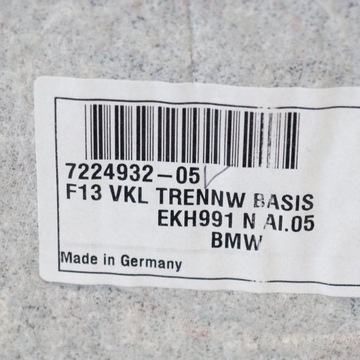 7224932-05
F13 VKL TRENNW BASIS
EKH991 N AI.05
BMW
Made in Germany